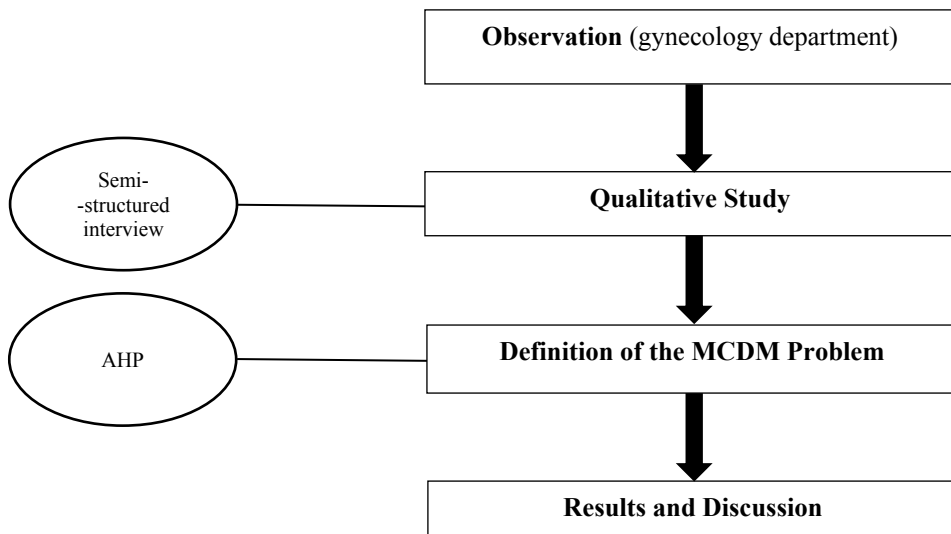 Observation (gynecology department)
Semi-
-structured
interview
Qualitative Study
AHP
Definition of the MCDM Problem
Results and Discussion